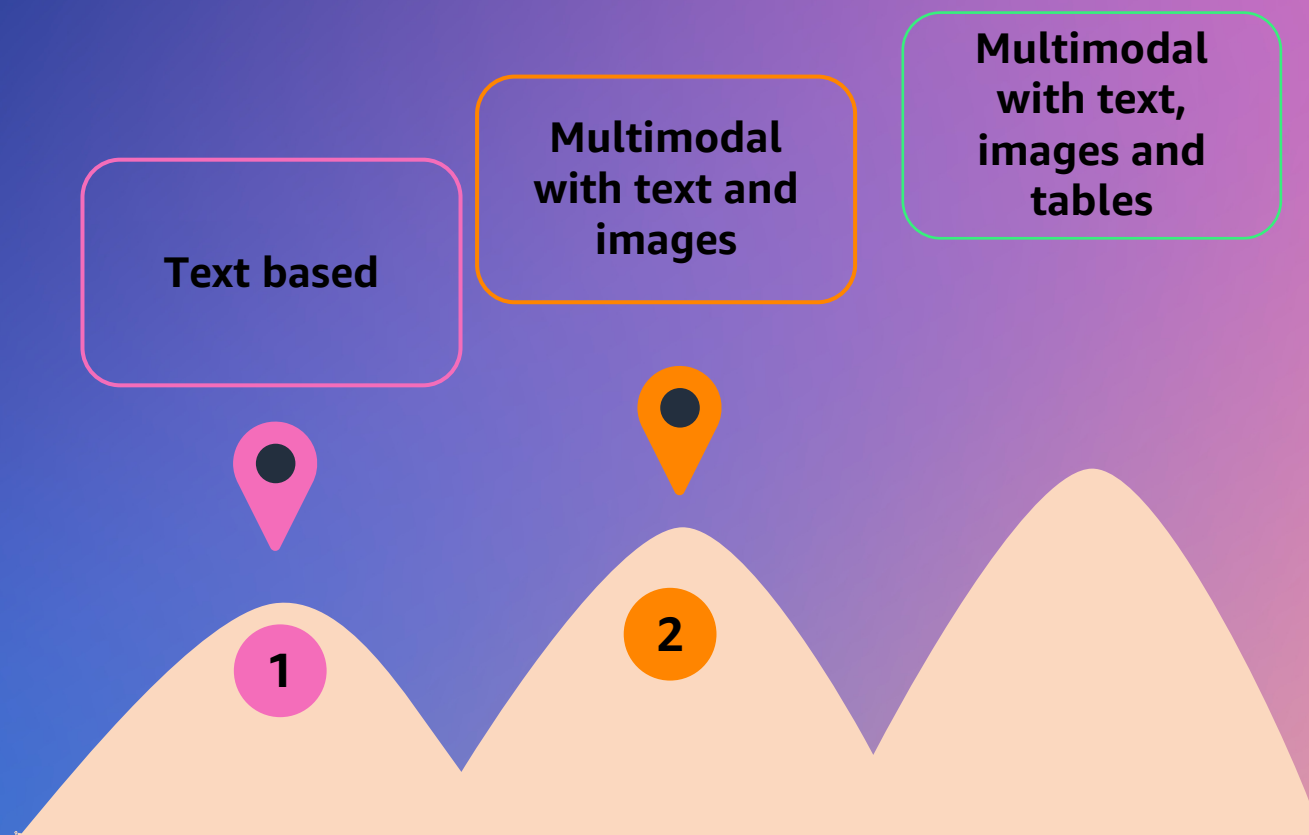 Text based
Multimodal
with text and
images
Multimodal
with text,
images and
tables
1
2